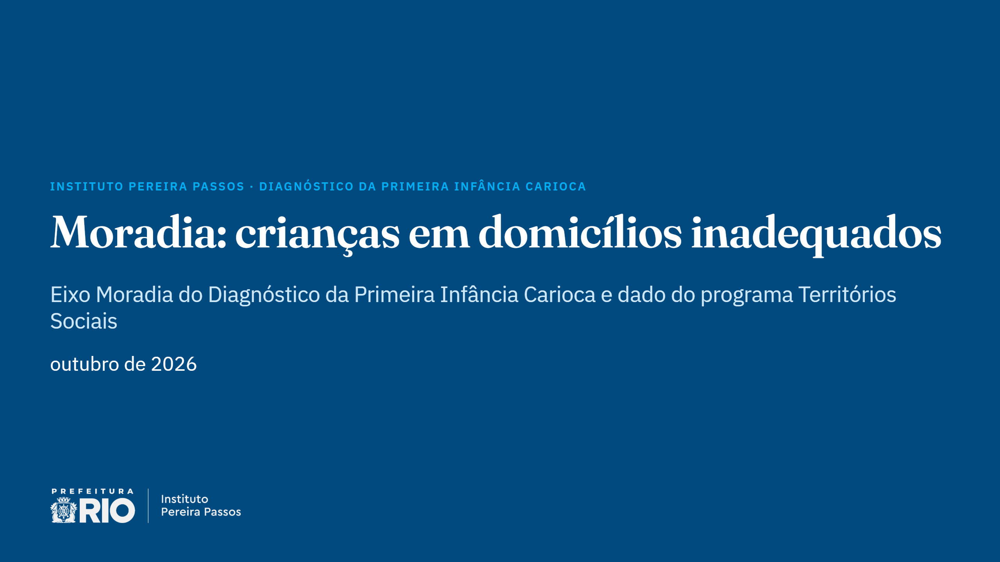 INSTITUTO PEREIRA PASSOS · DIAGNÓSTICO DA PRIMEIRA INFÂNCIA CARIOCA
Moradia: crianças em domicílios inadequados
Eixo Moradia do Diagnóstico da Primeira Infância Carioca e dado do programa Territórios
Sociais
outubro de 2026
PREFEITURA
RIO
Instituto
Pereira Passos